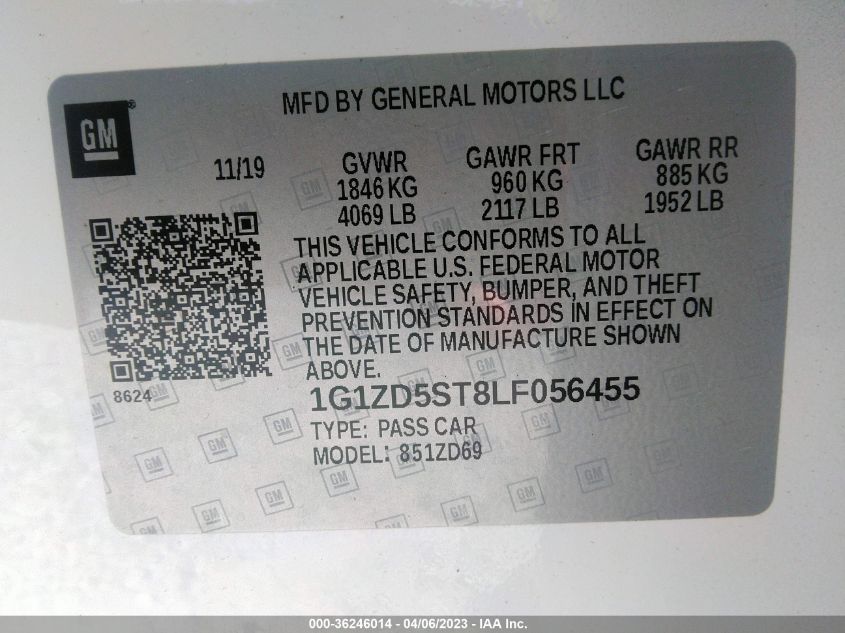 MFD BY GENERAL MOTORS LLC
GM®
11/19 GVWR GAWR FRT GAWR RR
1846 KG 960 KG 885 KG
4069 LB 2117 LB 1952 LB
THIS VEHICLE CONFORMS TO ALL
APPLICABLE U.S. FEDERAL MOTOR
VEHICLE SAFETY, BUMPER, AND THEFT
PREVENTION STANDARDS IN EFFECT ON
THE DATE OF MANUFACTURE SHOWN
ABOVE.
8624
1G1ZD5ST8LF056455
TYPE: PASS CAR
MODEL: 851ZD69
000-36246014 - 04/06/2023 - IAA Inc.